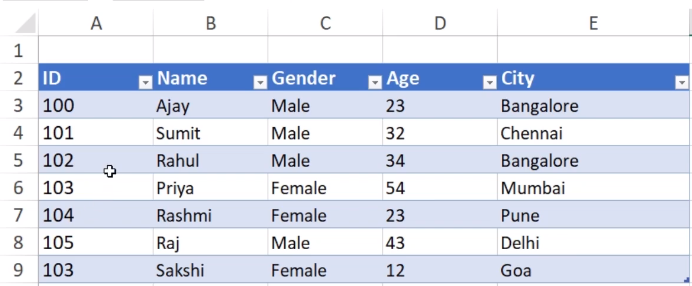 A B C D E
1
2 ID Name Gender Age City
3 100 Ajay Male 23 Bangalore
4 101 Sumit Male 32 Chennai
5 102 Rahul Male 34 Bangalore
6 103 Priya Female 54 Mumbai
7 104 Rashmi Female 23 Pune
8 105 Raj Male 43 Delhi
9 103 Sakshi Female 12 Goa